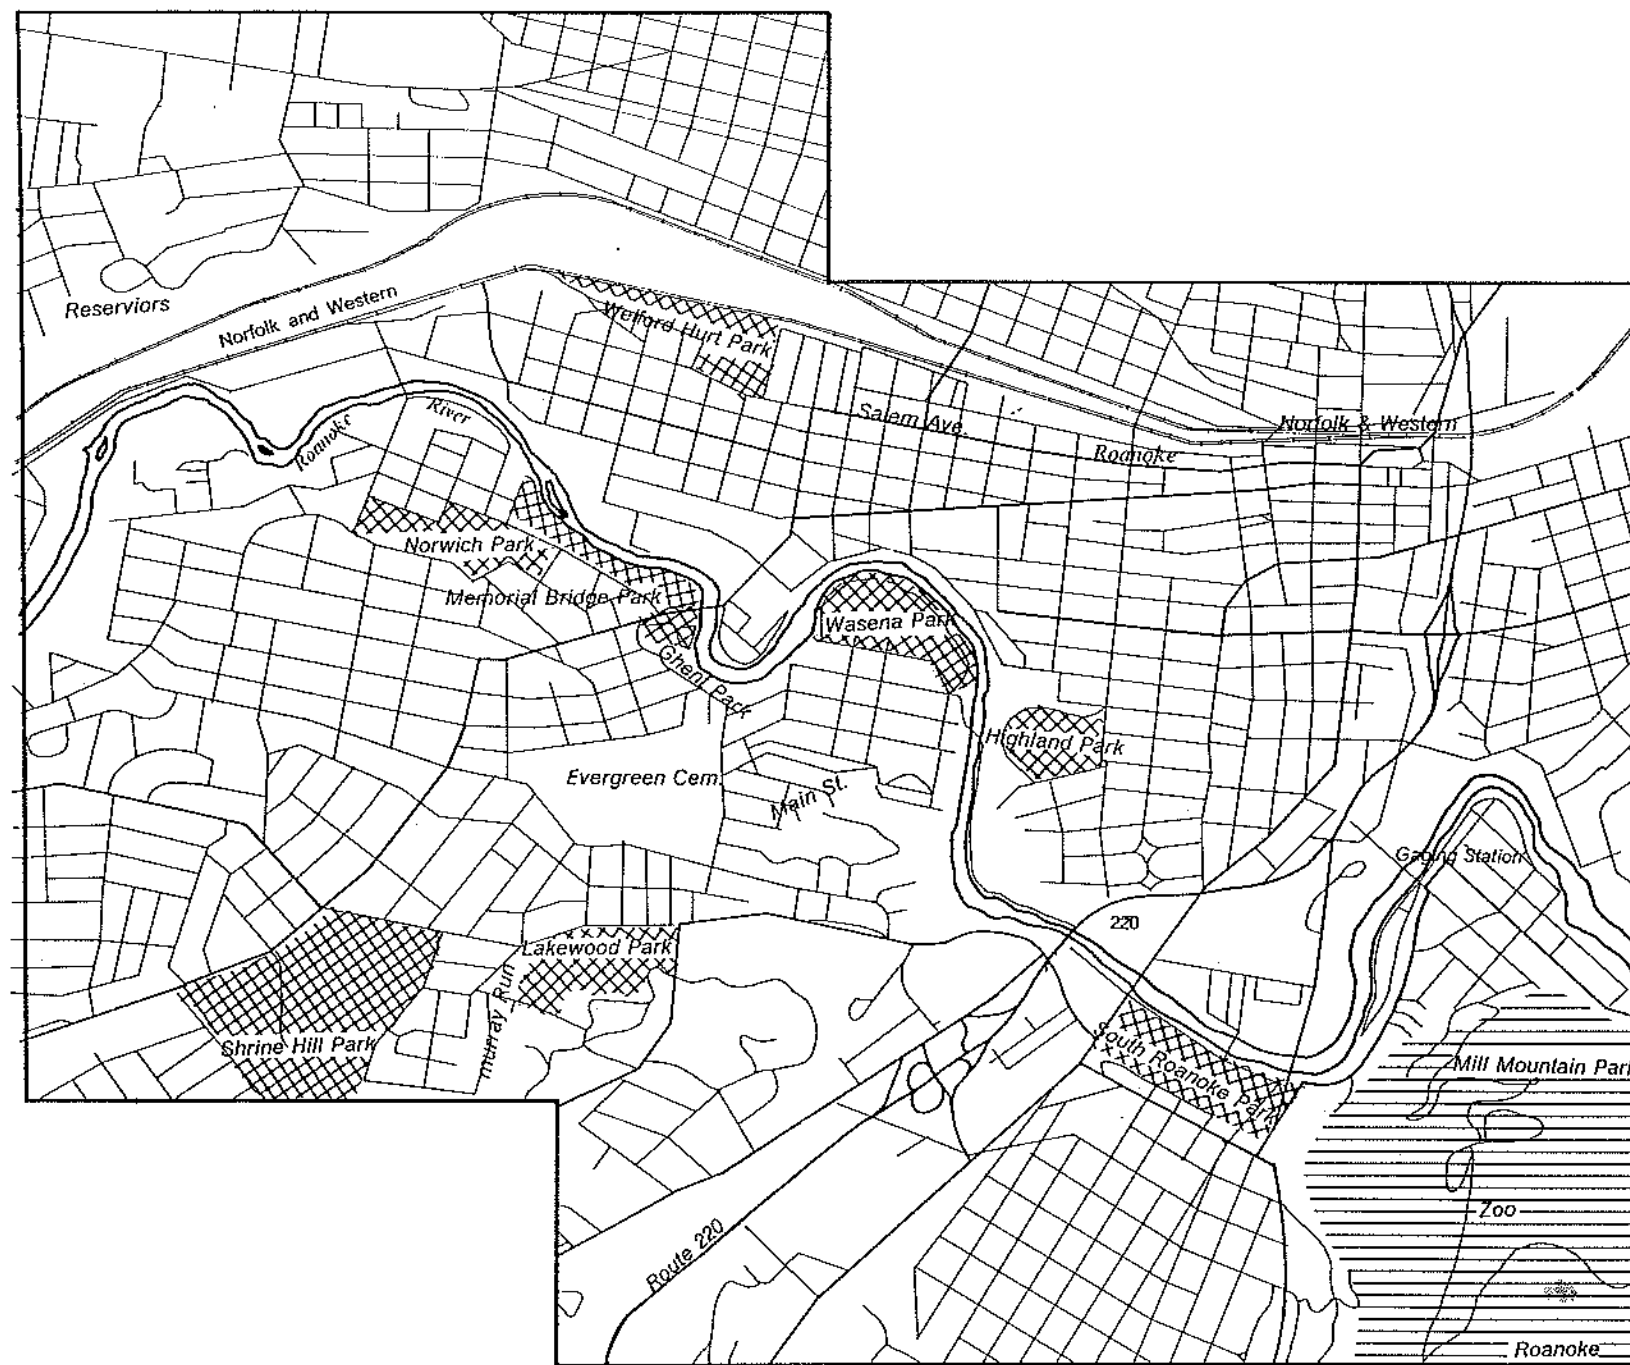 Reserviors
Norfolk and Western
Welford Hurt Park
River
Roanoke
Salem Ave.
Norfolk & Western
Roanoke
Norwich Park
Memorial Bridge Park
Wasena Park
Ghent Park
Highland Park
Evergreen Cem.
Main St.
Gaging Station
220
Lakewood Park
murray Run
Shrine Hill Park
South Roanoke Park
Mill Mountain Par
Zoo
Route 220
Roanoke